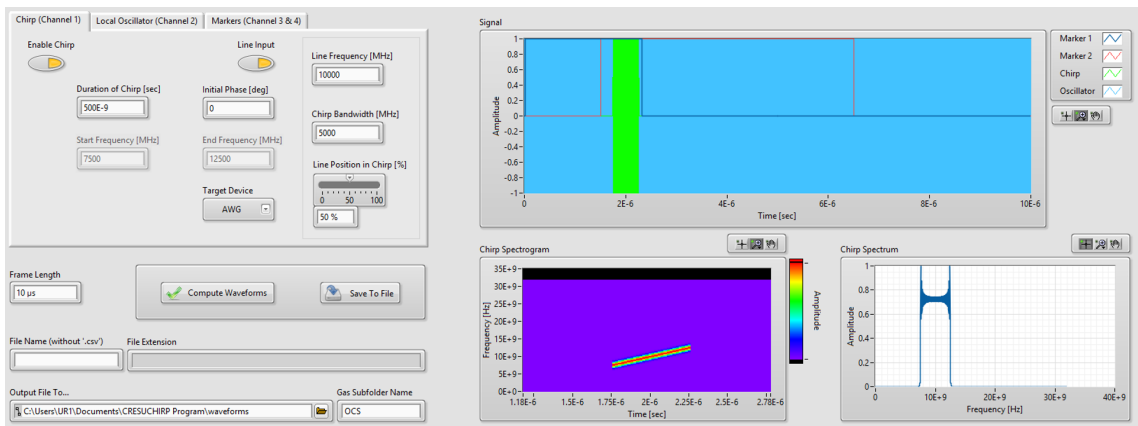 Chirp (Channel 1) Local Oscillator (Channel 2) Markers (Channel 3 & 4)
Enable Chirp Line Input
Line Frequency [MHz]
10000
Duration of Chirp [sec] Initial Phase [deg]
500E-9 0
Chirp Bandwidth [MHz]
5000
Start Frequency [MHz] End Frequency [MHz]
7500 12500
Line Position in Chirp [%]
0 50 100
50 %
Target Device
AWG
Frame Length
10 µs
Compute Waveforms Save To File
File Name (without '.csv') File Extension
Output File To... Gas Subfolder Name
C:\Users\UR1\Documents\CRESUCHIRP Program\waveforms OCS
Signal
Amplitude
1
0.8
0.6
0.4
0.2
0
-0.2
-0.4
-0.6
-0.8
-1
0 2E-6 4E-6 6E-6 8E-6 10E-6
Time [sec]
Marker 1
Marker 2
Chirp
Oscillator
Chirp Spectrogram
Frequency [Hz]
35E+9
30E+9
25E+9
20E+9
15E+9
10E+9
5E+9
0E+0
1.18E-6 1.5E-6 1.75E-6 2E-6 2.25E-6 2.5E-6 2.78E-6
Time [sec]
Amplitude
Chirp Spectrum
Amplitude
1
0.8
0.6
0.4
0.2
0
0 10E+9 20E+9 30E+9 40E+9
Frequency [Hz]